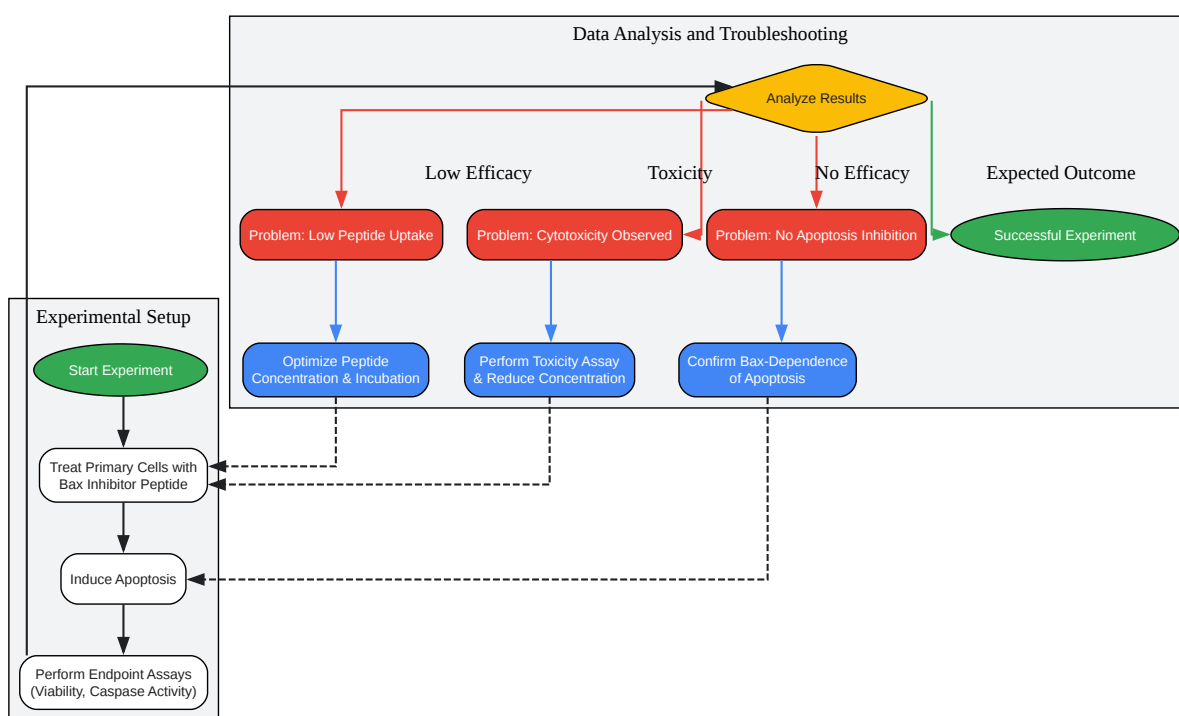 Data Analysis and Troubleshooting
Analyze Results
Low Efficacy
Toxicity
No Efficacy
Expected Outcome
Problem: Low Peptide Uptake
Problem: Cytotoxicity Observed
Problem: No Apoptosis Inhibition
Successful Experiment
Optimize Peptide
Concentration & Incubation
Perform Toxicity Assay
& Reduce Concentration
Confirm Bax-Dependence
of Apoptosis
Experimental Setup
Start Experiment
Treat Primary Cells with
Bax Inhibitor Peptide
Induce Apoptosis
Perform Endpoint Assays
(Viability, Caspase Activity)